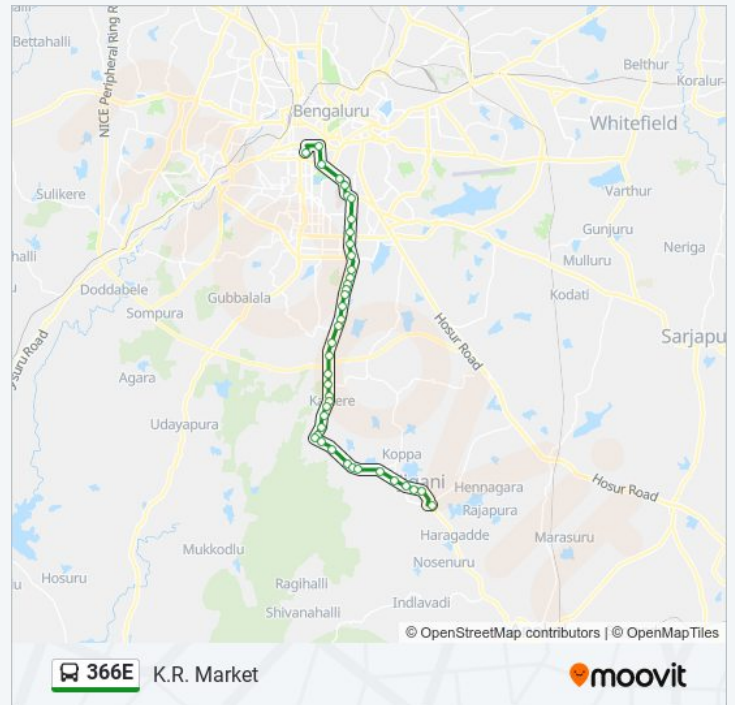 Bettahalli
NICE Peripheral Ring R
Belthur
Koralur-
Bengaluru
Whitefield
Sulikere
Varthur
halli
Gunjuru
Neriga
Mulluru
Doddabele
Gubbalala
Kodati
Sompura
Hosur Road
Sarjapu
ysuru Road
Agara
Udayapura
Koppa
Hennagara
Hosur Road
Rajapura
Haragadde
Marasuru
Mukkodlu
Nosenuru
Hosuru
Ragihalli
Indlavadi
Shivanahalli
© OpenStreetMap contributors | © OpenMapTiles
366E K.R. Market
moovit